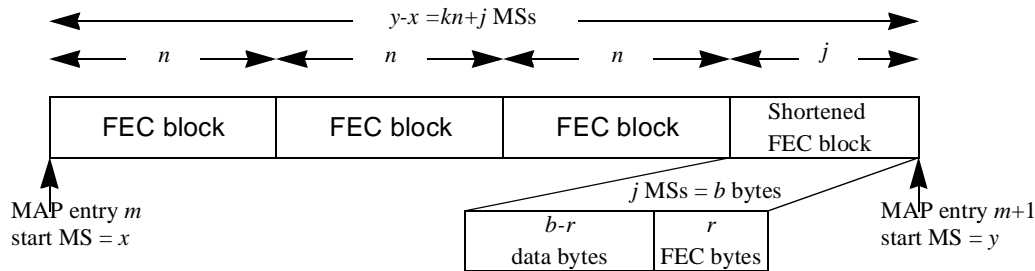 y-x =kn+j MSs
n n n j
FEC block FEC block FEC block Shortened
FEC block
j MSs = b bytes
MAP entry m
start MS = x
MAP entry m+1
start MS = y
b-r
data bytes
r
FEC bytes